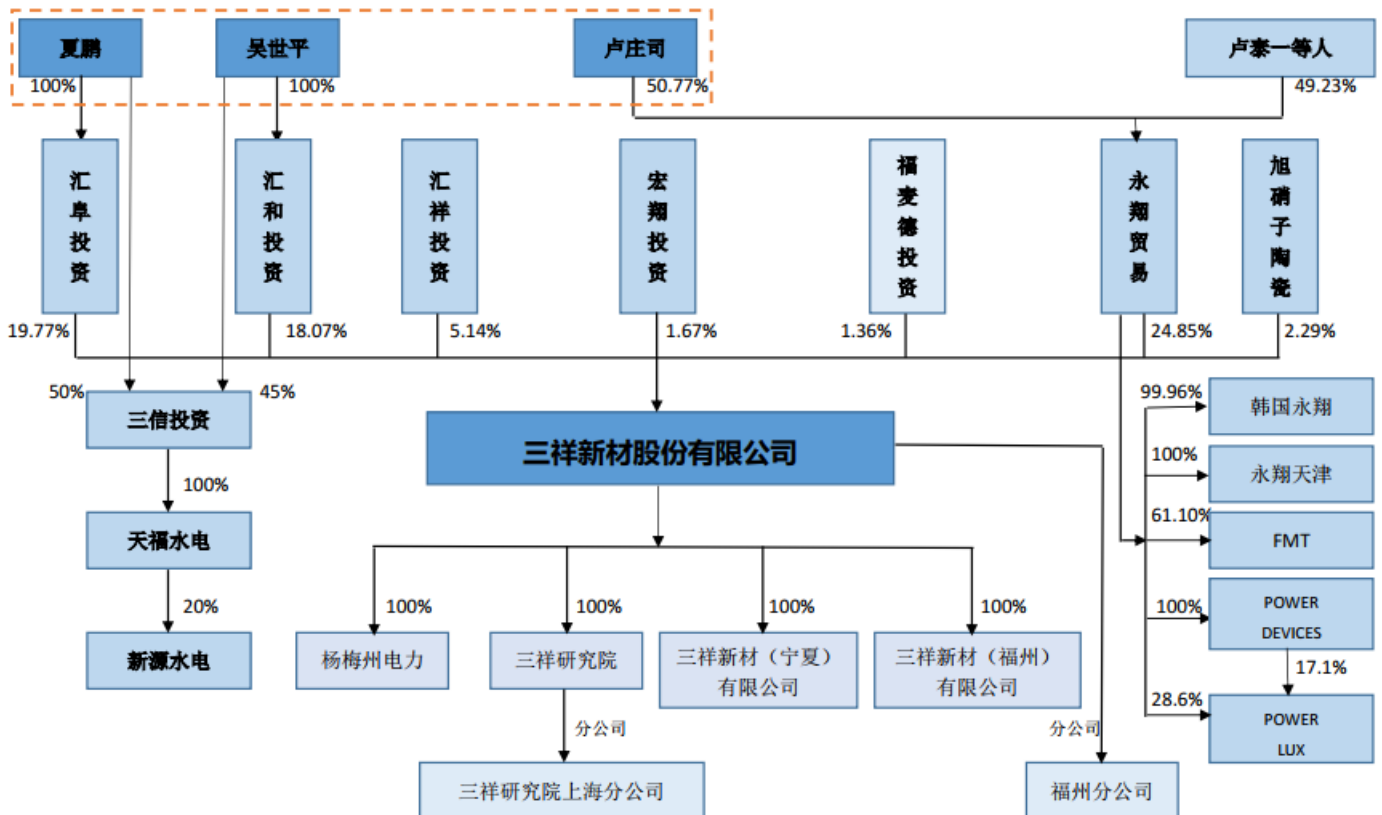 夏鹏
吴世平
卢庄司
卢泰一等人
100%
100%
50.77%
49.23%
汇阜投资
汇和投资
汇祥投资
宏翔投资
福麦德投资
永翔贸易
旭硝子陶瓷
19.77%
18.07%
5.14%
1.67%
1.36%
24.85%
2.29%
50%
45%
三信投资
三祥新材股份有限公司
99.96%
韩国永翔
100%
永翔天津
100%
天福水电
61.10%
FMT
20%
新源水电
100%
100%
100%
100%
杨梅州电力
三祥研究院
三祥新材（宁夏）
有限公司
三祥新材（福州）
有限公司
100%
POWER
DEVICES
17.1%
28.6%
POWER
LUX
分公司
分公司
三祥研究院上海分公司
福州分公司